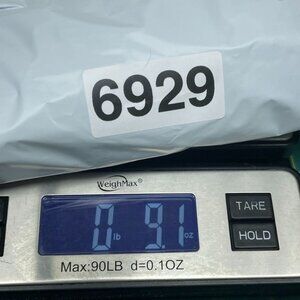 6929
WeighMax®
0 lb 9.1 oz
TARE
HOLD
Max:90LB d=0.1OZ